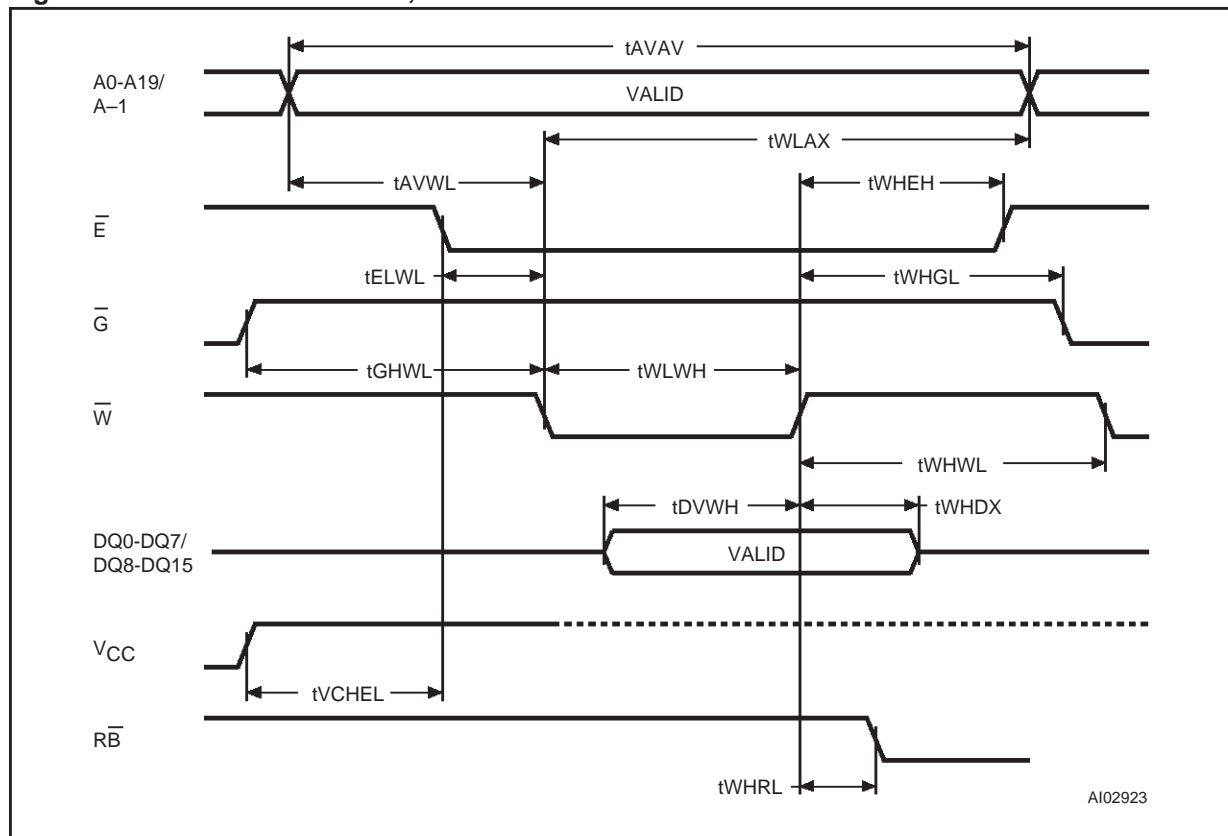 tAVAV
A0-A19/
A–1
VALID
tWLAX
tAVWL
tWHEH
E̅
tELWL
tWHGL
G̅
tGHWL
tWLWH
W̅
tWHWL
tDVWH
tWHDX
DQ0-DQ7/
DQ8-DQ15
VALID
VCC
tVCHEL
RB̅
tWHRL
AI02923